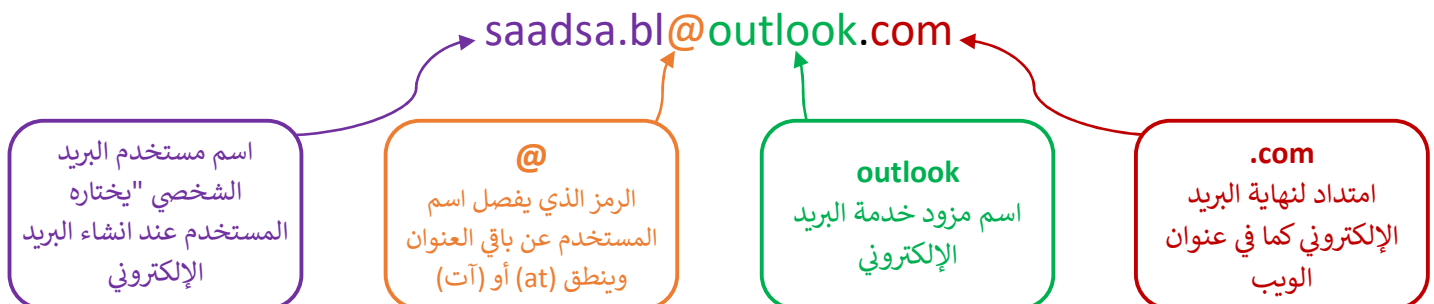 saadsa.bl@outlook.com
اسم مستخدم البريد
الشخصي "يختاره
المستخدم عند انشاء البريد
الإلكتروني
@
الرمز الذي يفصل اسم
المستخدم عن باقي العنوان
وينطق (at) أو (آت)
outlook
اسم مزود خدمة البريد
الإلكتروني
.com
امتداد لنهاية البريد
الإلكتروني كما في عنوان
الويب